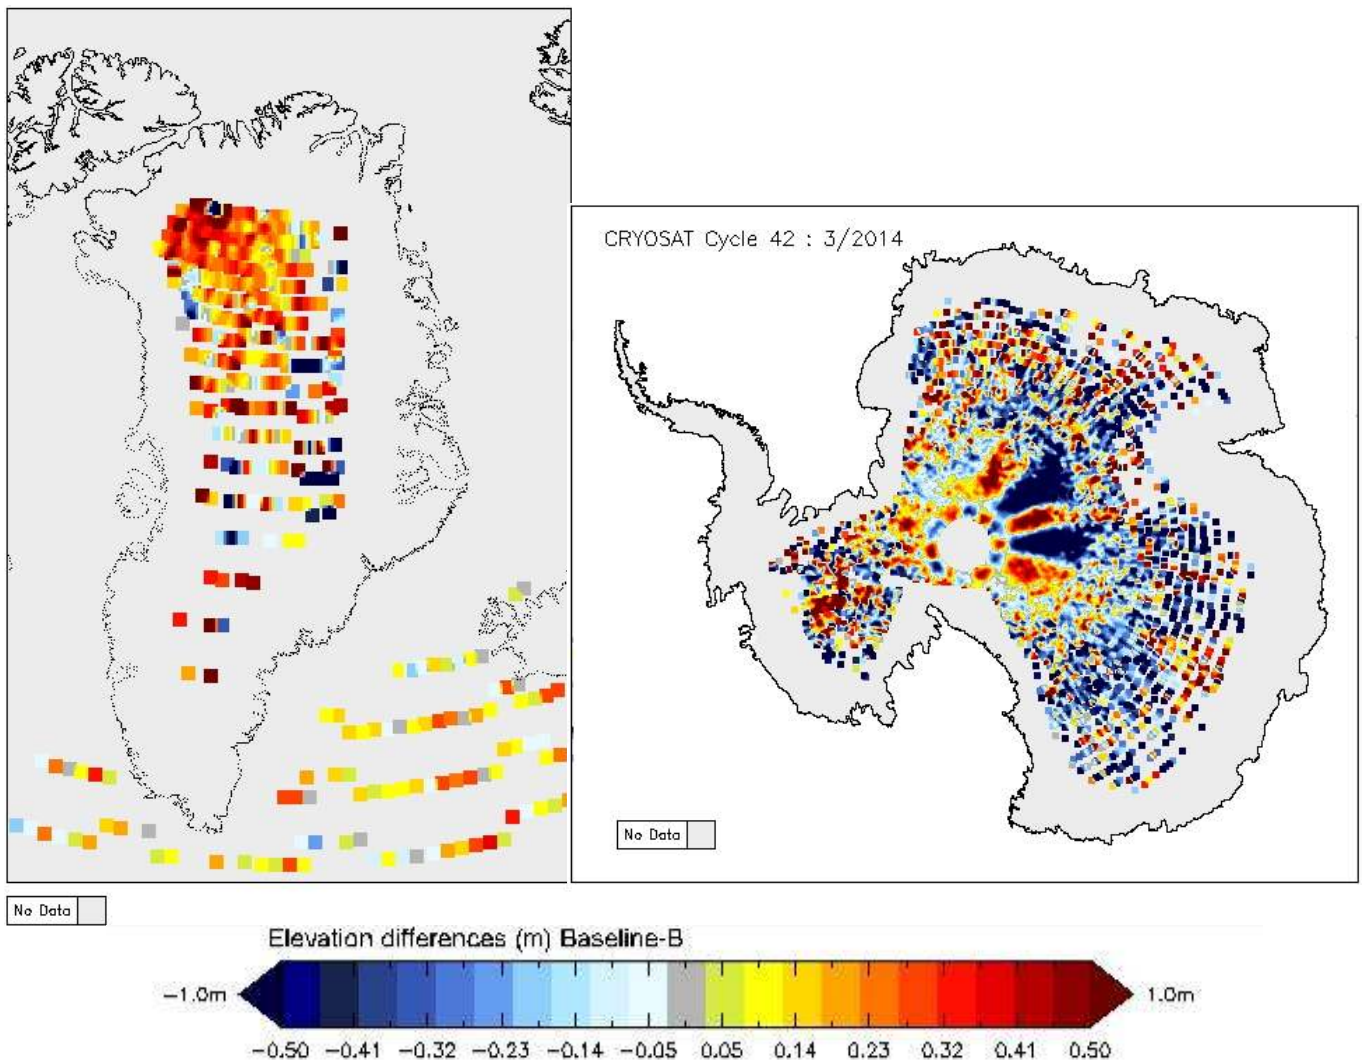 CRYOSAT Cycle 42 : 3/2014
No Data
No Data
Elevation differences (m) Baseline-B
-1.0m
1.0m
-0.50 -0.41 -0.32 -0.23 -0.14 -0.05 0.05 0.14 0.23 0.32 0.41 0.50